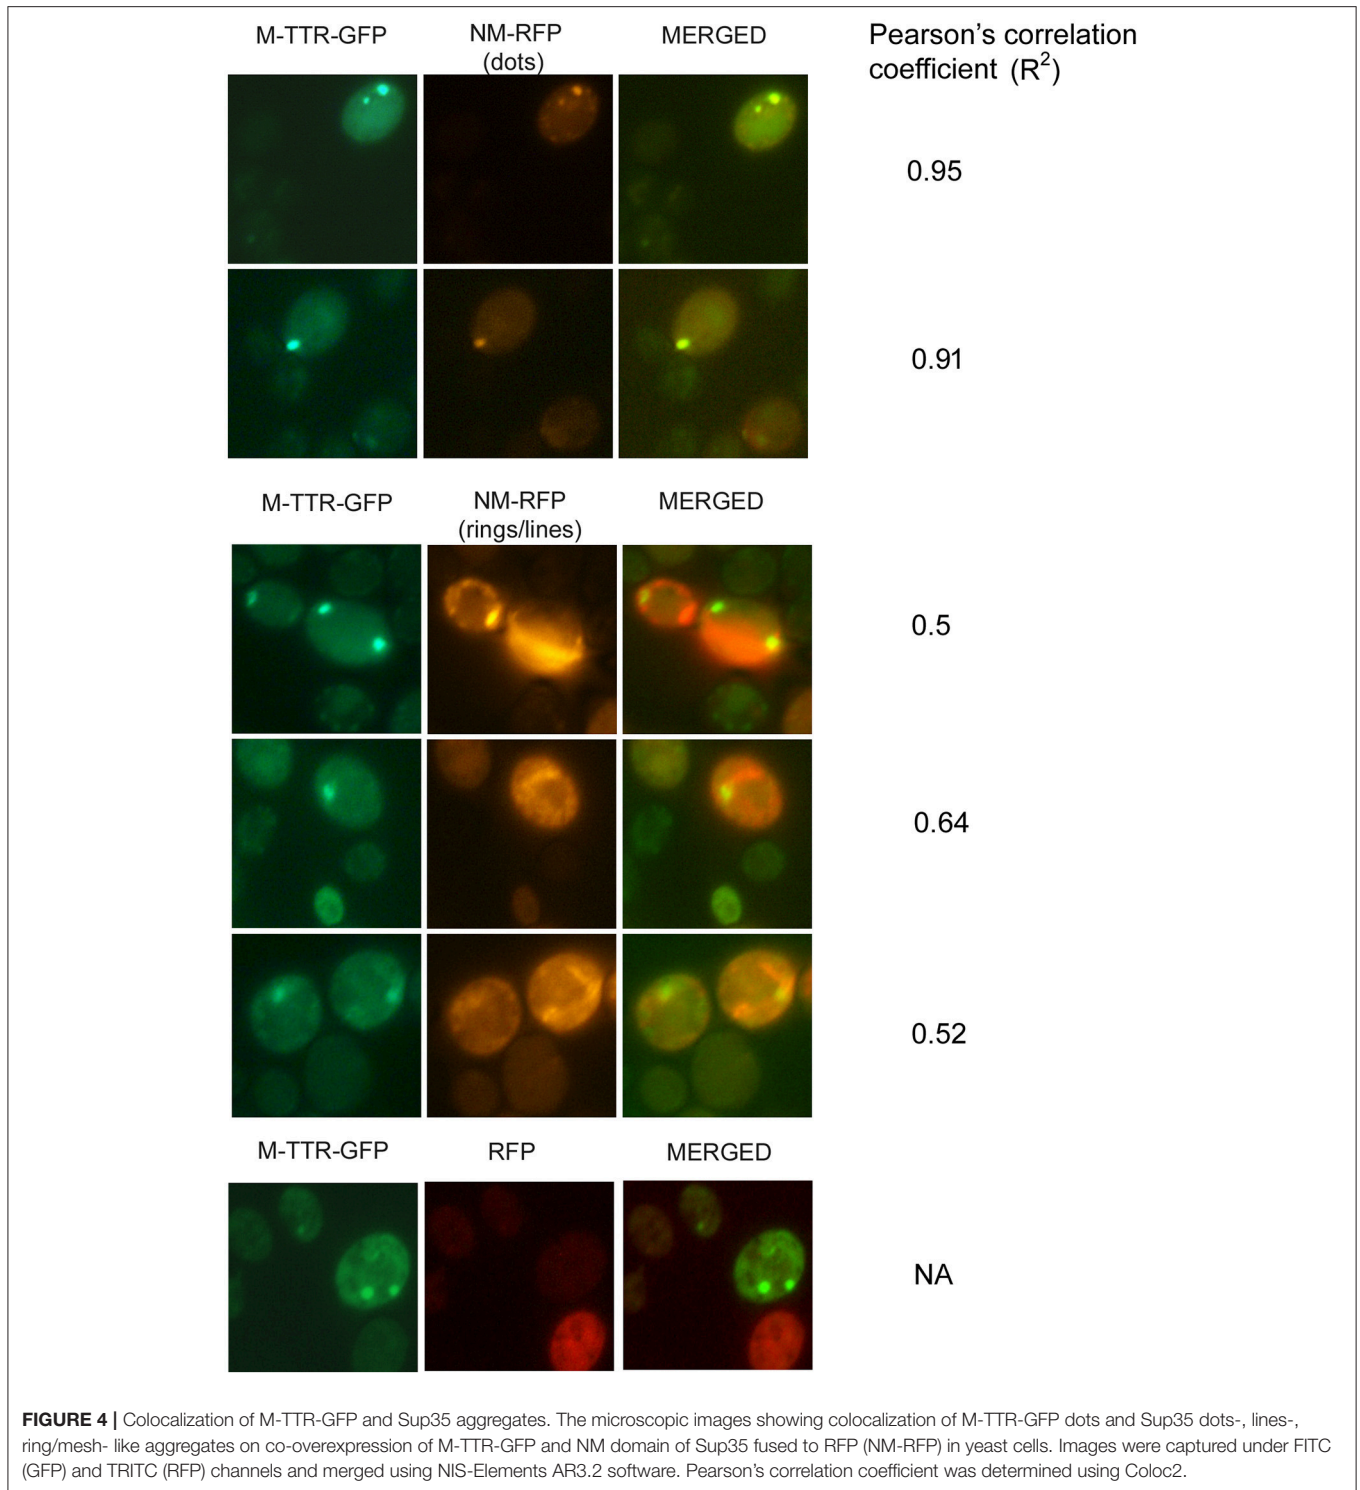 M-TTR-GFP NM-RFP MERGED Pearson's correlation
(dots) coefficient (R²)
0.95
0.91
M-TTR-GFP NM-RFP MERGED
(rings/lines)
0.5
0.64
0.52
M-TTR-GFP RFP MERGED
NA
FIGURE 4 | Colocalization of M-TTR-GFP and Sup35 aggregates. The microscopic images showing colocalization of M-TTR-GFP dots and Sup35 dots-, lines-,
ring/mesh- like aggregates on co-overexpression of M-TTR-GFP and NM domain of Sup35 fused to RFP (NM-RFP) in yeast cells. Images were captured under FITC
(GFP) and TRITC (RFP) channels and merged using NIS-Elements AR3.2 software. Pearson's correlation coefficient was determined using Coloc2.